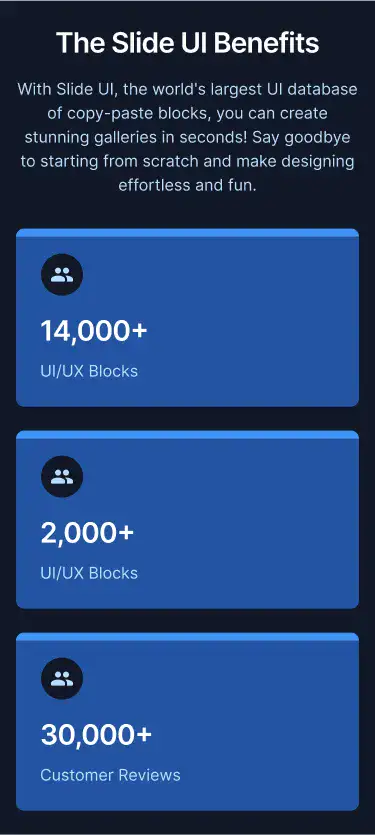 The Slide UI Benefits
With Slide UI, the world's largest UI database
of copy-paste blocks, you can create
stunning galleries in seconds! Say goodbye
to starting from scratch and make designing
effortless and fun.
14,000+
UI/UX Blocks
2,000+
UI/UX Blocks
30,000+
Customer Reviews